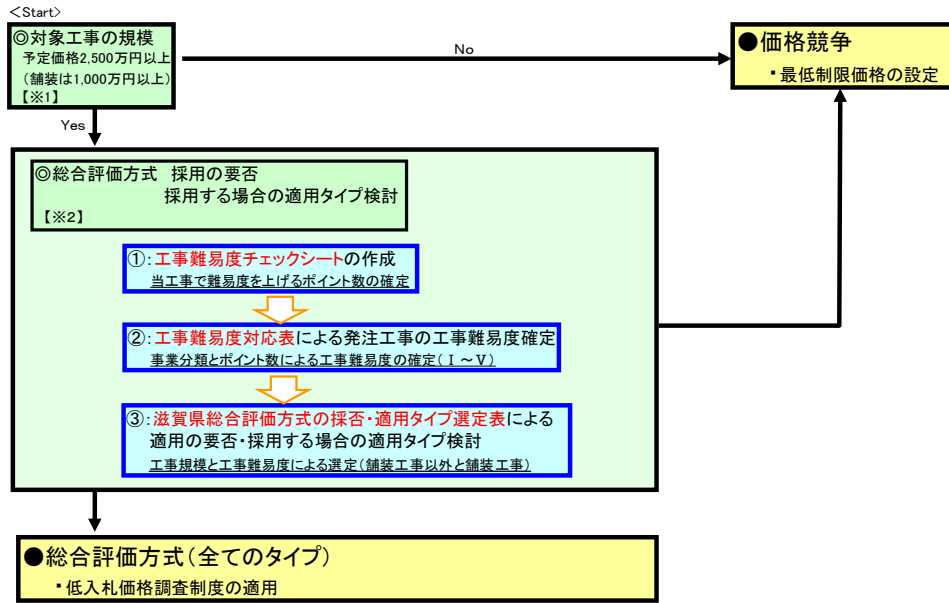 <Start>
◎対象工事の規模
予定価格2,500万円以上
(舗装は1,000万円以上)
【※1】
No
●価格競争
・最低制限価格の設定
Yes
◎総合評価方式 採用の要否
採用する場合の適用タイプ検討
【※2】
①:工事難易度チェックシートの作成
当工事で難易度を上げるポイント数の確定
②:工事難易度対応表による発注工事の工事難易度確定
事業分類とポイント数による工事難易度の確定(Ⅰ~Ⅴ)
③:滋賀県総合評価方式の採否・適用タイプ選定表による
適用の要否・採用する場合の適用タイプ検討
工事規模と工事難易度による選定(舗装工事以外と舗装工事)
●総合評価方式(全てのタイプ)
・低入札価格調査制度の適用